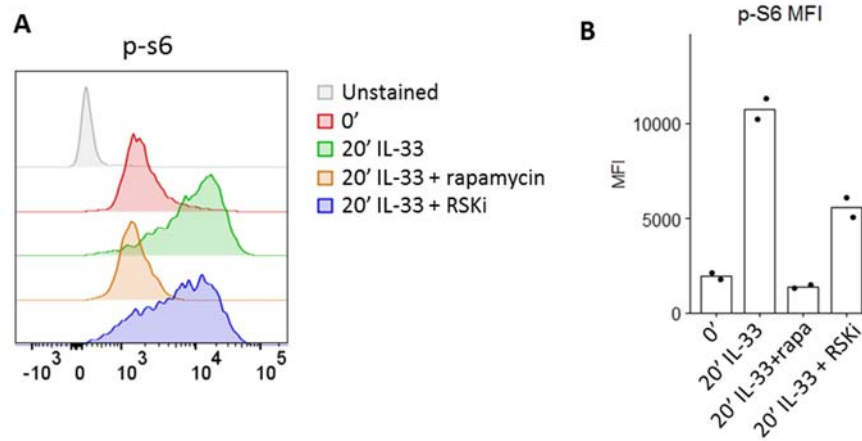 A
p-s6
Unstained
0'
20' IL-33
20' IL-33 + rapamycin
20' IL-33 + RSKi
-10³ 0 10³ 10⁴ 10⁵
B
p-S6 MFI
MFI
10000
5000
0
0'
20' IL-33
20' IL-33+rapa
20' IL-33 + RSKi